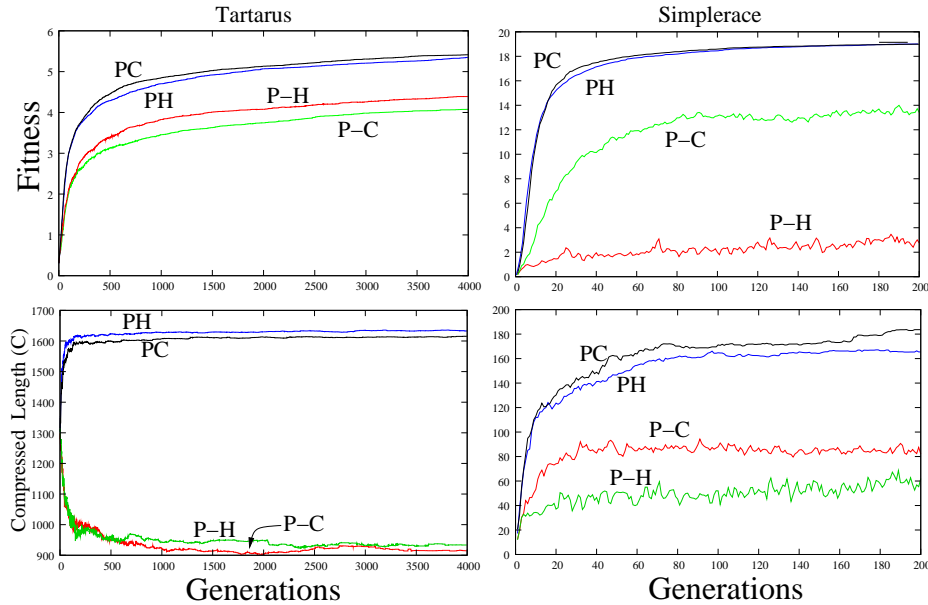 Tartarus
Simplerace
Fitness
6
5
4
3
2
1
0
PC
PH
P–H
P–C
0 500 1000 1500 2000 2500 3000 3500 4000
20
18
16
14
12
10
8
6
4
2
0
PC
PH
P–C
P–H
0 20 40 60 80 100 120 140 160 180 200
Compressed Length (C)
1700
1600
1500
1400
1300
1200
1100
1000
900
PH
PC
P–H
P–C
0 500 1000 1500 2000 2500 3000 3500 4000
Generations
200
180
160
140
120
100
80
60
40
20
0
PC
PH
P–C
P–H
0 20 40 60 80 100 120 140 160 180 200
Generations